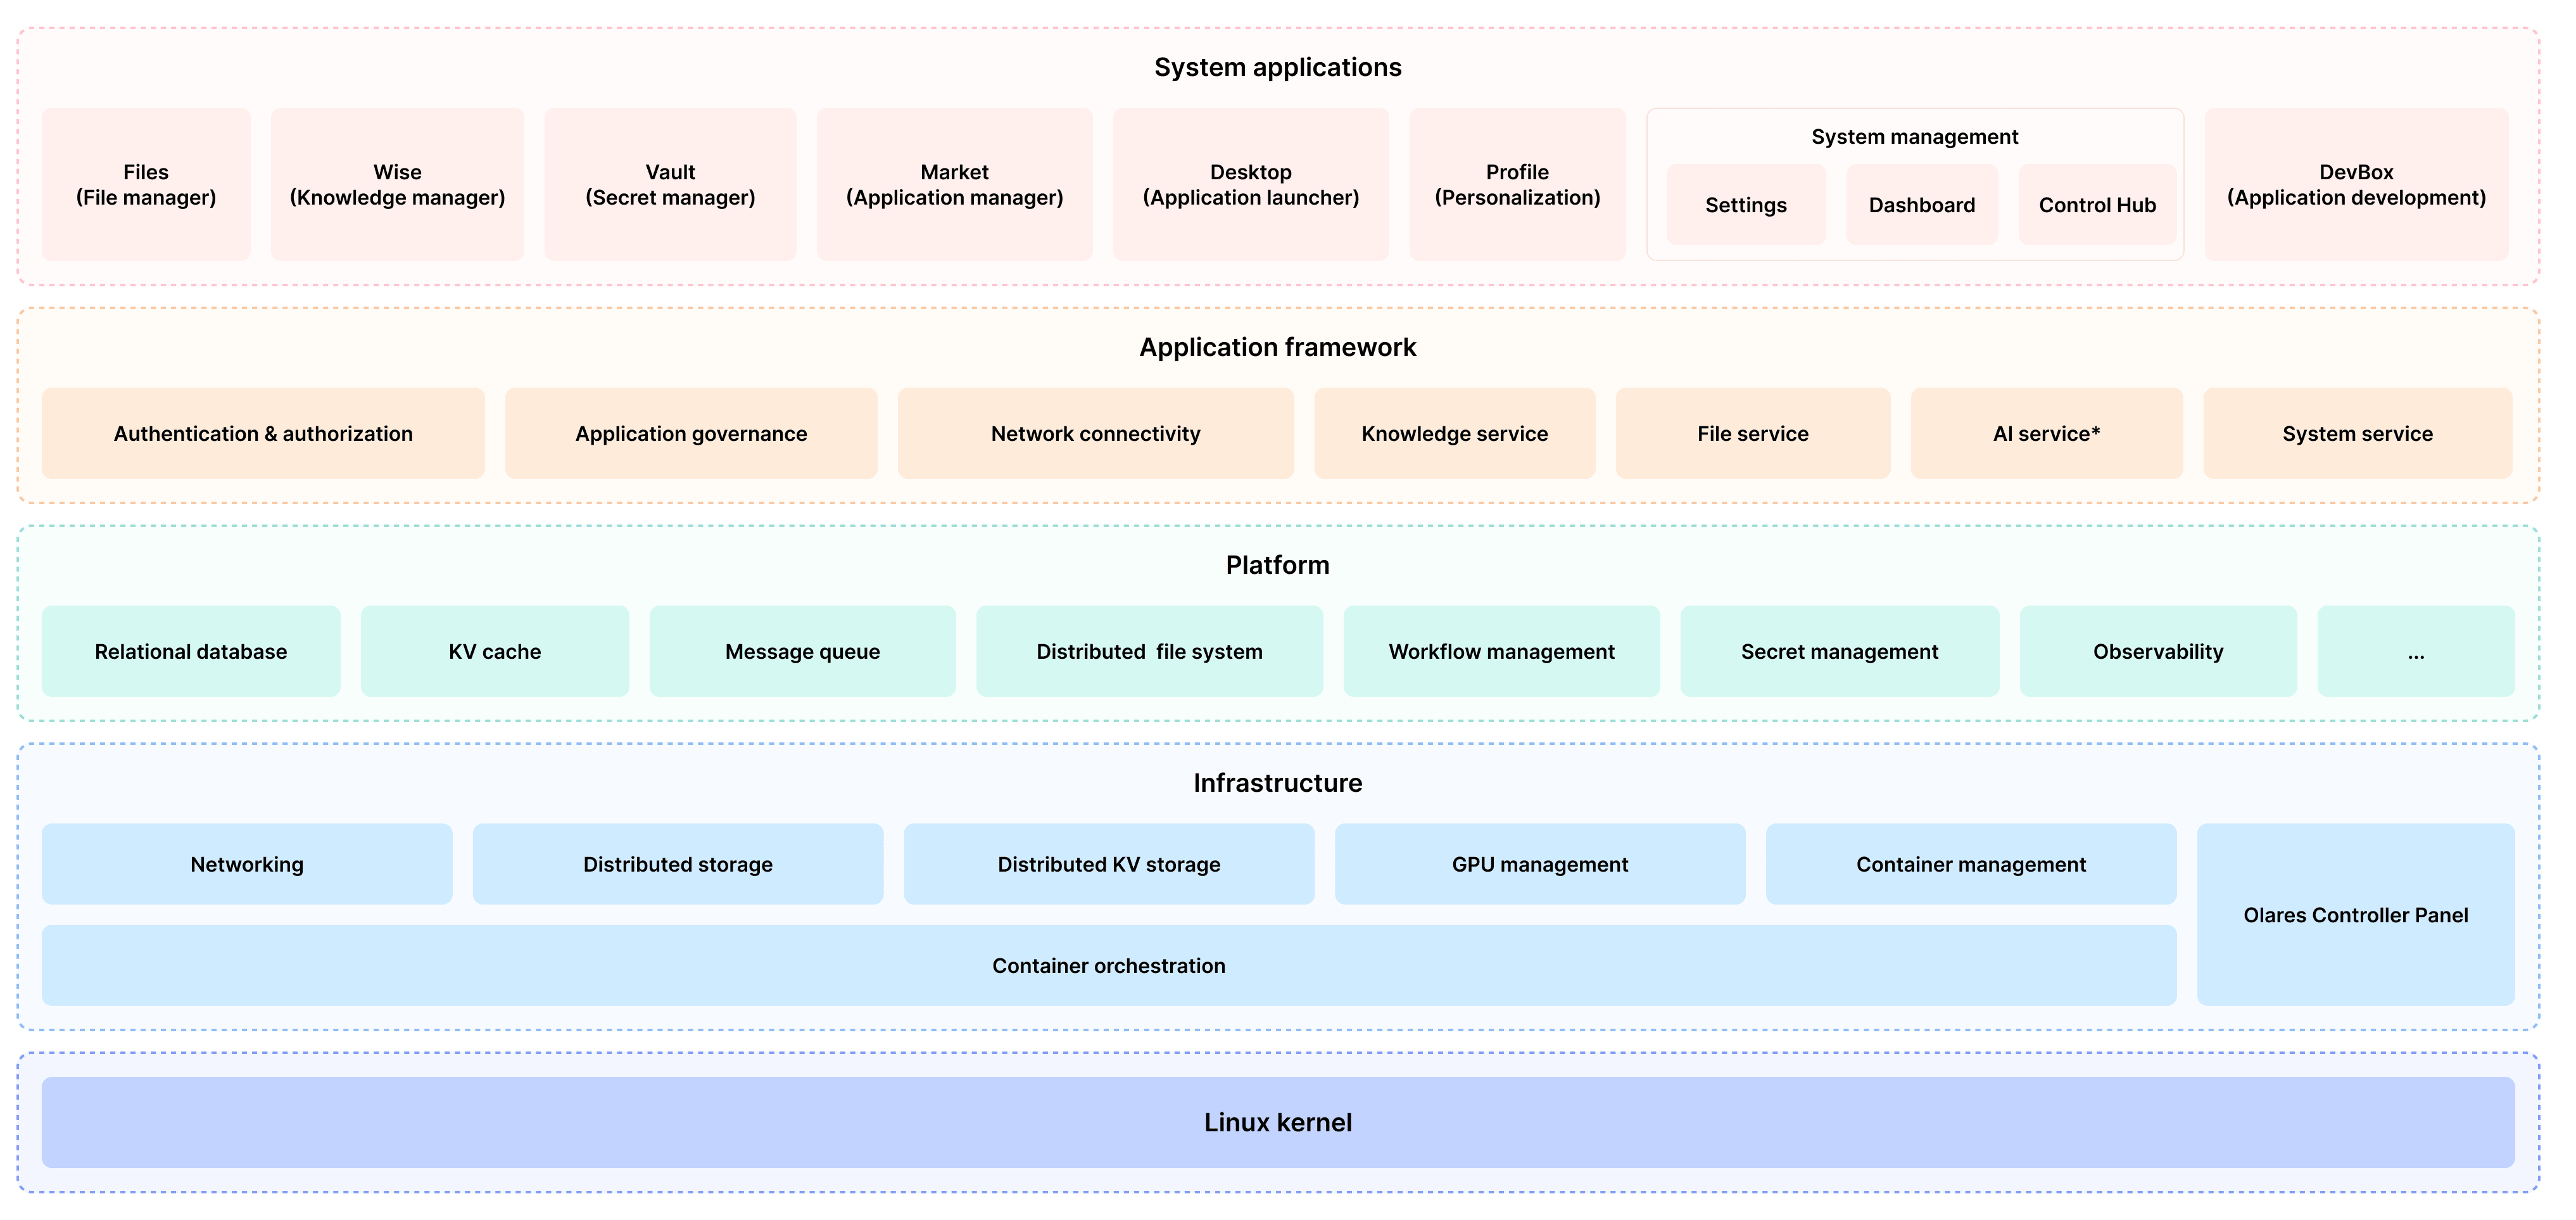 System applications
Files
(File manager)
Wise
(Knowledge manager)
Vault
(Secret manager)
Market
(Application manager)
Desktop
(Application launcher)
Profile
(Personalization)
System management
Settings
Dashboard
Control Hub
DevBox
(Application development)
Application framework
Authentication & authorization
Application governance
Network connectivity
Knowledge service
File service
AI service*
System service
Platform
Relational database
KV cache
Message queue
Distributed  file system
Workflow management
Secret management
Observability
...
Infrastructure
Networking
Distributed storage
Distributed KV storage
GPU management
Container management
Olares Controller Panel
Container orchestration
Linux kernel